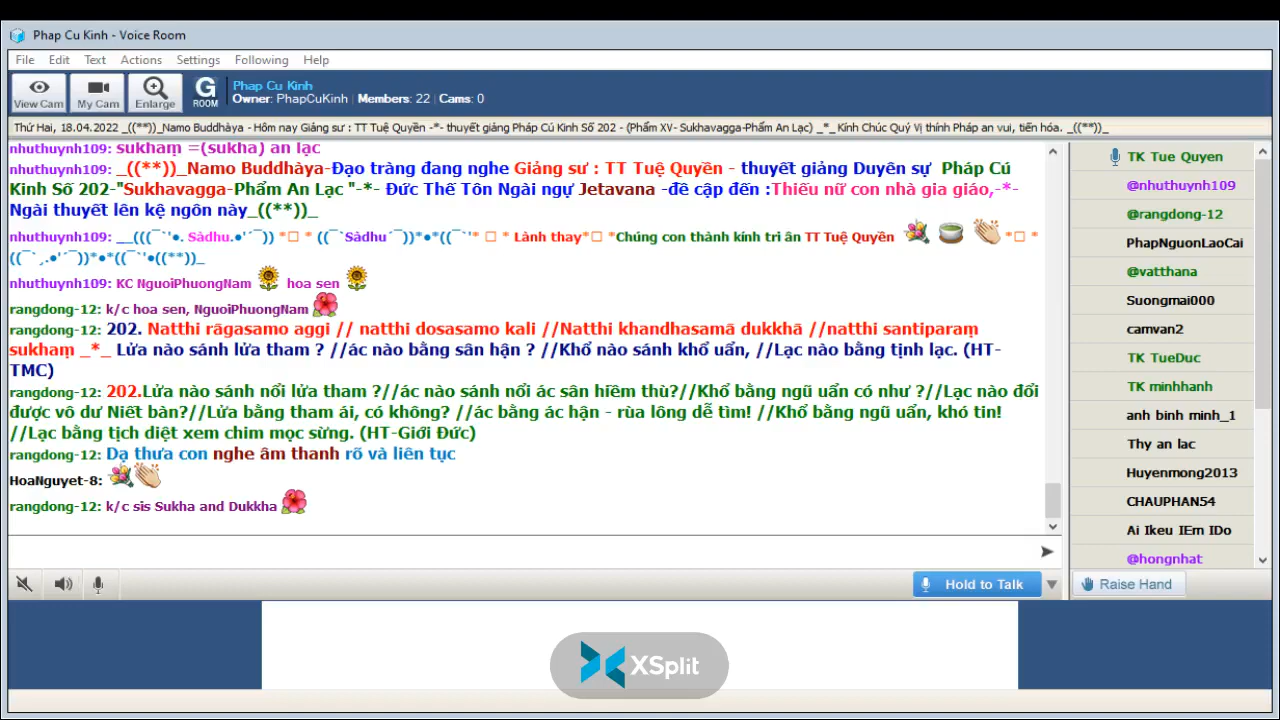 Phap Cu Kinh - Voice Room
File Edit Text Actions Settings Following Help
View Cam My Cam Enlarge G ROOM
Phap Cu Kinh
Owner: PhapCuKinh | Members: 22 | Cams: 0
Thứ Hai, 18.04.2022 _((**))_Namo Buddhàya - Hôm nay Giảng sư : TT Tuệ Quyền -*- thuyết giảng Pháp Cú Kinh Số 202 - (Phẩm XV- Sukhavagga-Phẩm An Lạc) _*_ Kính Chúc Quý Vị thính Pháp an vui, tiến hóa. _((**))_
nhuthuynh109: sukhaṃ =(sukha) an lạc
nhuthuynh109: _((**))_Namo Buddhàya-Đạo tràng đang nghe Giảng sư : TT Tuệ Quyền - thuyết giảng Duyên sự Pháp Cú
Kinh Số 202-"Sukhavagga-Phẩm An Lạc "-*- Đức Thế Tôn Ngài ngự Jetavana -đề cập đến :Thiếu nữ con nhà gia giáo,-*-
Ngài thuyết lên kệ ngôn này_((**))_
nhuthuynh109: __(((¯`'•. Sàdhu.•'´¯)) *□ * ((¯`Sàdhu´¯))*•*((¯`'* □ * Lành thay*□ *Chúng con thành kính tri ân TT Tuệ Quyền *□ *
((¯`¸.•'´¯))*•*((¯`'•((**))_
nhuthuynh109: KC NguoiPhuongNam hoa sen
rangdong-12: k/c hoa sen, NguoiPhuongNam
rangdong-12: 202. Natthi rāgasamo aggi // natthi dosasamo kali //Natthi khandhasamā dukkhā //natthi santiparaṃ
sukhaṃ _*_ Lửa nào sánh lửa tham ? //ác nào bằng sân hận ? //Khổ nào sánh khổ uẩn, //Lạc nào bằng tịnh lạc. (HT-
TMC)
rangdong-12: 202.Lửa nào sánh nổi lửa tham ?//ác nào sánh nổi ác sân hiềm thù?//Khổ bằng ngũ uẩn có như ?//Lạc nào đổi
được vô dư Niết bàn?//Lửa bằng tham ái, có không? //ác bằng ác hận - rùa lông dễ tìm! //Khổ bằng ngũ uẩn, khó tin!
//Lạc bằng tịch diệt xem chim mọc sừng. (HT-Giới Đức)
rangdong-12: Dạ thưa con nghe âm thanh rõ và liên tục
HoaNguyet-8:
rangdong-12: k/c sis Sukha and Dukkha
TK Tue Quyen
@nhuthuynh109
@rangdong-12
PhapNguonLaoCai
@vatthana
Suongmai000
camvan2
TK TueDuc
TK minhhanh
anh binh minh_1
Thy an lac
Huyenmong2013
CHAUPHAN54
Ai Ikeu IEm IDo
@hongnhat
Hold to Talk
Raise Hand
XSplit